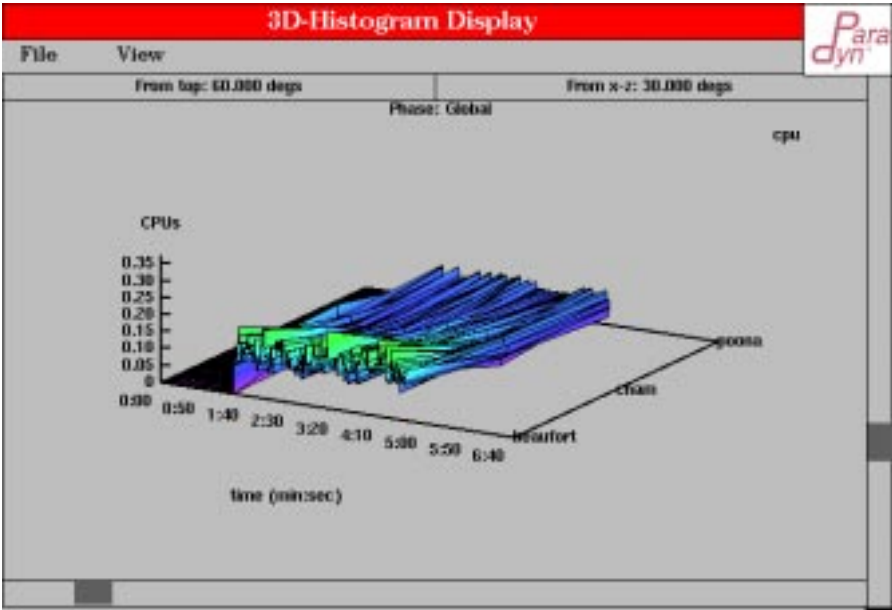 3D-Histogram Display
Para
dyn
File View
From top: 60.000 degs From x-z: 30.000 degs
Phase: Global
cpu
CPUs
0.35
0.30
0.25
0.20
0.15
0.10
0.05
0
0:00 0:50 1:40 2:30 3:20 4:10 5:00 5:50 6:40
poona
cham
beaufort
time (min:sec)